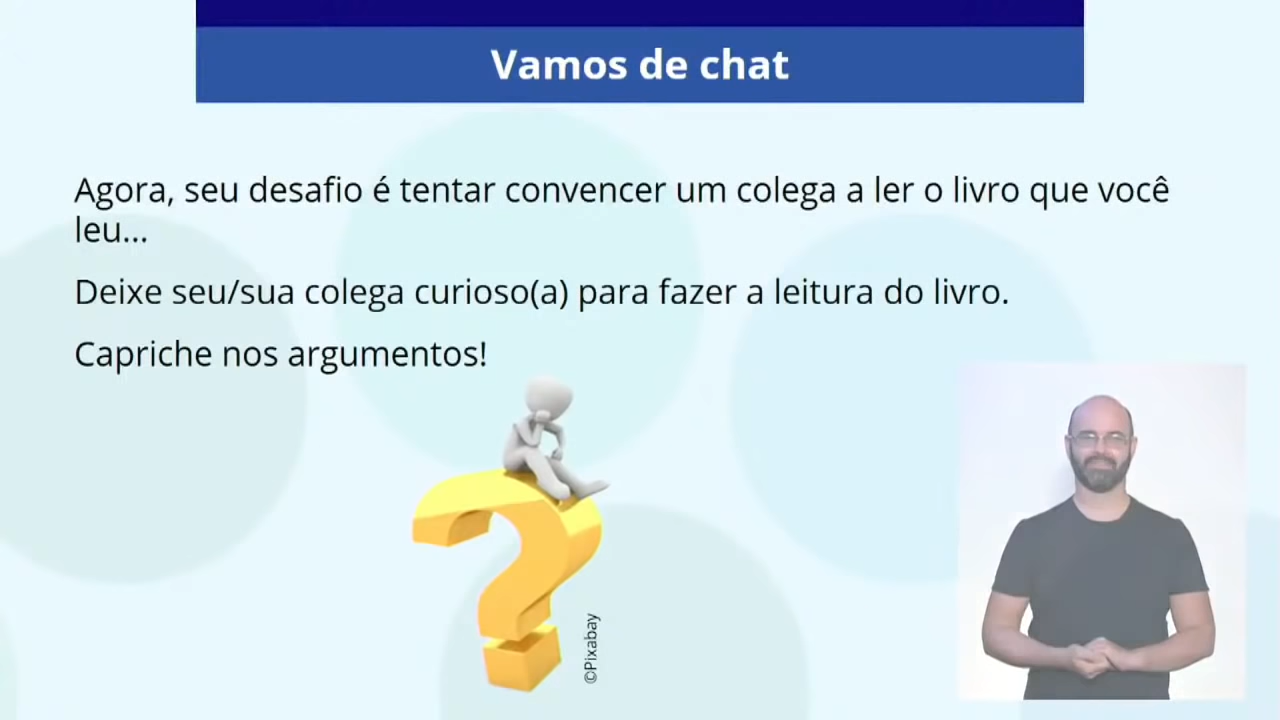 Vamos de chat
Agora, seu desafio é tentar convencer um colega a ler o livro que você
leu...
Deixe seu/sua colega curioso(a) para fazer a leitura do livro.
Capriche nos argumentos!
©Pixabay